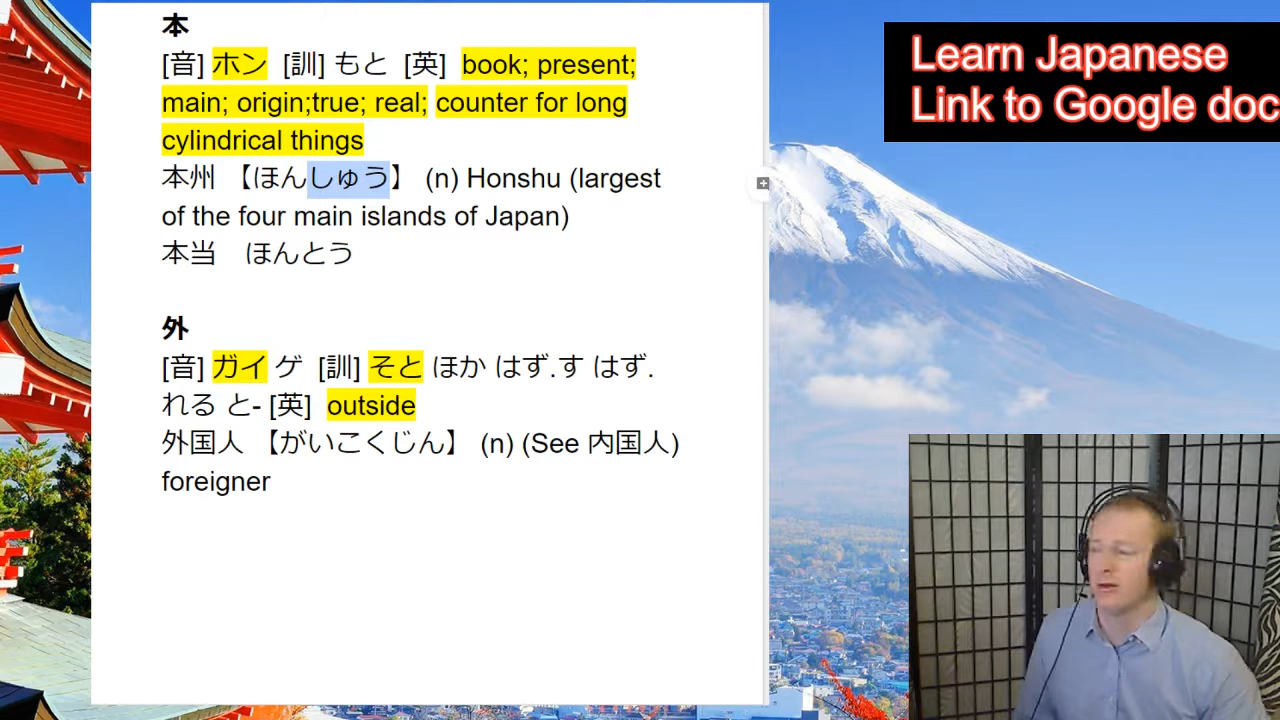 本
[音] ホン [訓] もと [英] book; present;
main; origin;true; real; counter for long
cylindrical things
本州 【ほんしゅう】 (n) Honshu (largest
of the four main islands of Japan)
本当 ほんとう
外
[音] ガイ ゲ [訓] そと ほか はず.す はず.
れる と- [英] outside
外国人 【がいこくじん】 (n) (See 内国人)
foreigner
Learn Japanese
Link to Google doc